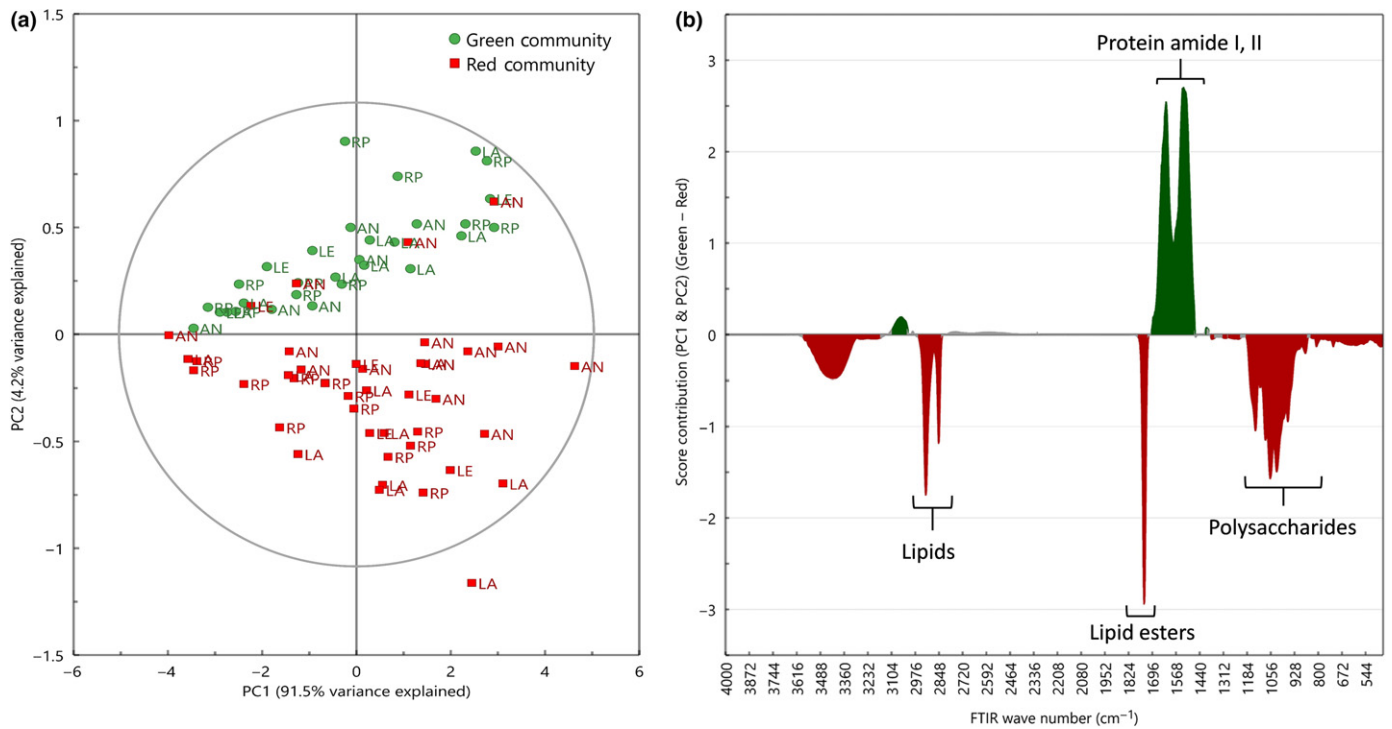 (a)
1.5
1
0.5
0
−0.5
−1
−1.5
PC2 (4.2% variance explained)
Green community
Red community
RP
LA
RP
RP
LE
AN
AN
AN
RP
RP
LA
AN
LA
LA
LE
AN
LA
LA
LE
RP
LA
RP
AN
RP
RP
LA
LE
AN
AN
AN
AN
AN
AN
AN
AN
RP
RP
AN
LE
AN
AN
AN
RP
RP
RP
LA
LE
AN
RP
RP
RP
LE
LA
RP
AN
LA
RP
RP
LE
LA
LA
RP
LA
LA
−6
−4
−2
0
2
4
6
PC1 (91.5% variance explained)
(b)
3
2
1
0
−1
−2
−3
Score contribution (PC1 & PC2) (Green − Red)
Protein amide I, II
Lipids
Polysaccharides
Lipid esters
4000
3872
3744
3616
3488
3360
3232
3104
2976
2848
2720
2592
2464
2336
2208
2080
1952
1824
1696
1568
1440
1312
1184
1056
928
800
672
544
FTIR wave number (cm⁻¹)